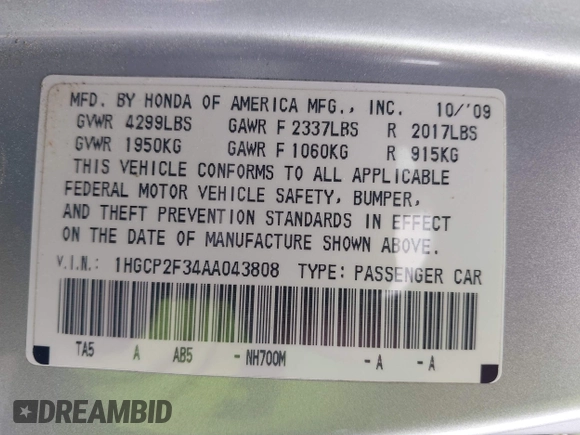 MFD. BY HONDA OF AMERICA MFG., INC. 10/'09
GVWR 4299LBS GAWR F 2337LBS R 2017LBS
GVWR 1950KG GAWR F 1060KG R 915KG
THIS VEHICLE CONFORMS TO ALL APPLICABLE
FEDERAL MOTOR VEHICLE SAFETY, BUMPER,
AND THEFT PREVENTION STANDARDS IN EFFECT
ON THE DATE OF MANUFACTURE SHOWN ABOVE.
V.I.N.: 1HGCP2F34AA043808 TYPE: PASSENGER CAR
TA5 A AB5 - NH700M - A - A
DREAMBID